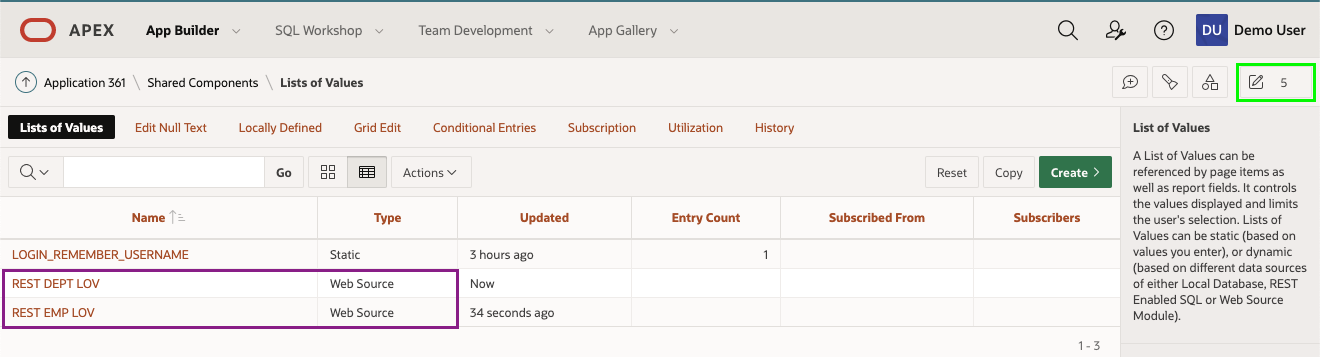 APEX App Builder SQL Workshop Team Development App Gallery DU Demo User
Application 361 \ Shared Components \ Lists of Values 5
Lists of Values Edit Null Text Locally Defined Grid Edit Conditional Entries Subscription Utilization History
Go Actions Reset Copy Create
Name Type Updated Entry Count Subscribed From Subscribers
LOGIN_REMEMBER_USERNAME Static 3 hours ago 1
REST DEPT LOV Web Source Now
REST EMP LOV Web Source 34 seconds ago
1 - 3
List of Values
A List of Values can be
referenced by page items as
well as report fields. It controls
the values displayed and limits
the user's selection. Lists of
Values can be static (based on
values you enter), or dynamic
(based on different data sources
of either Local Database, REST
Enabled SQL or Web Source
Module).